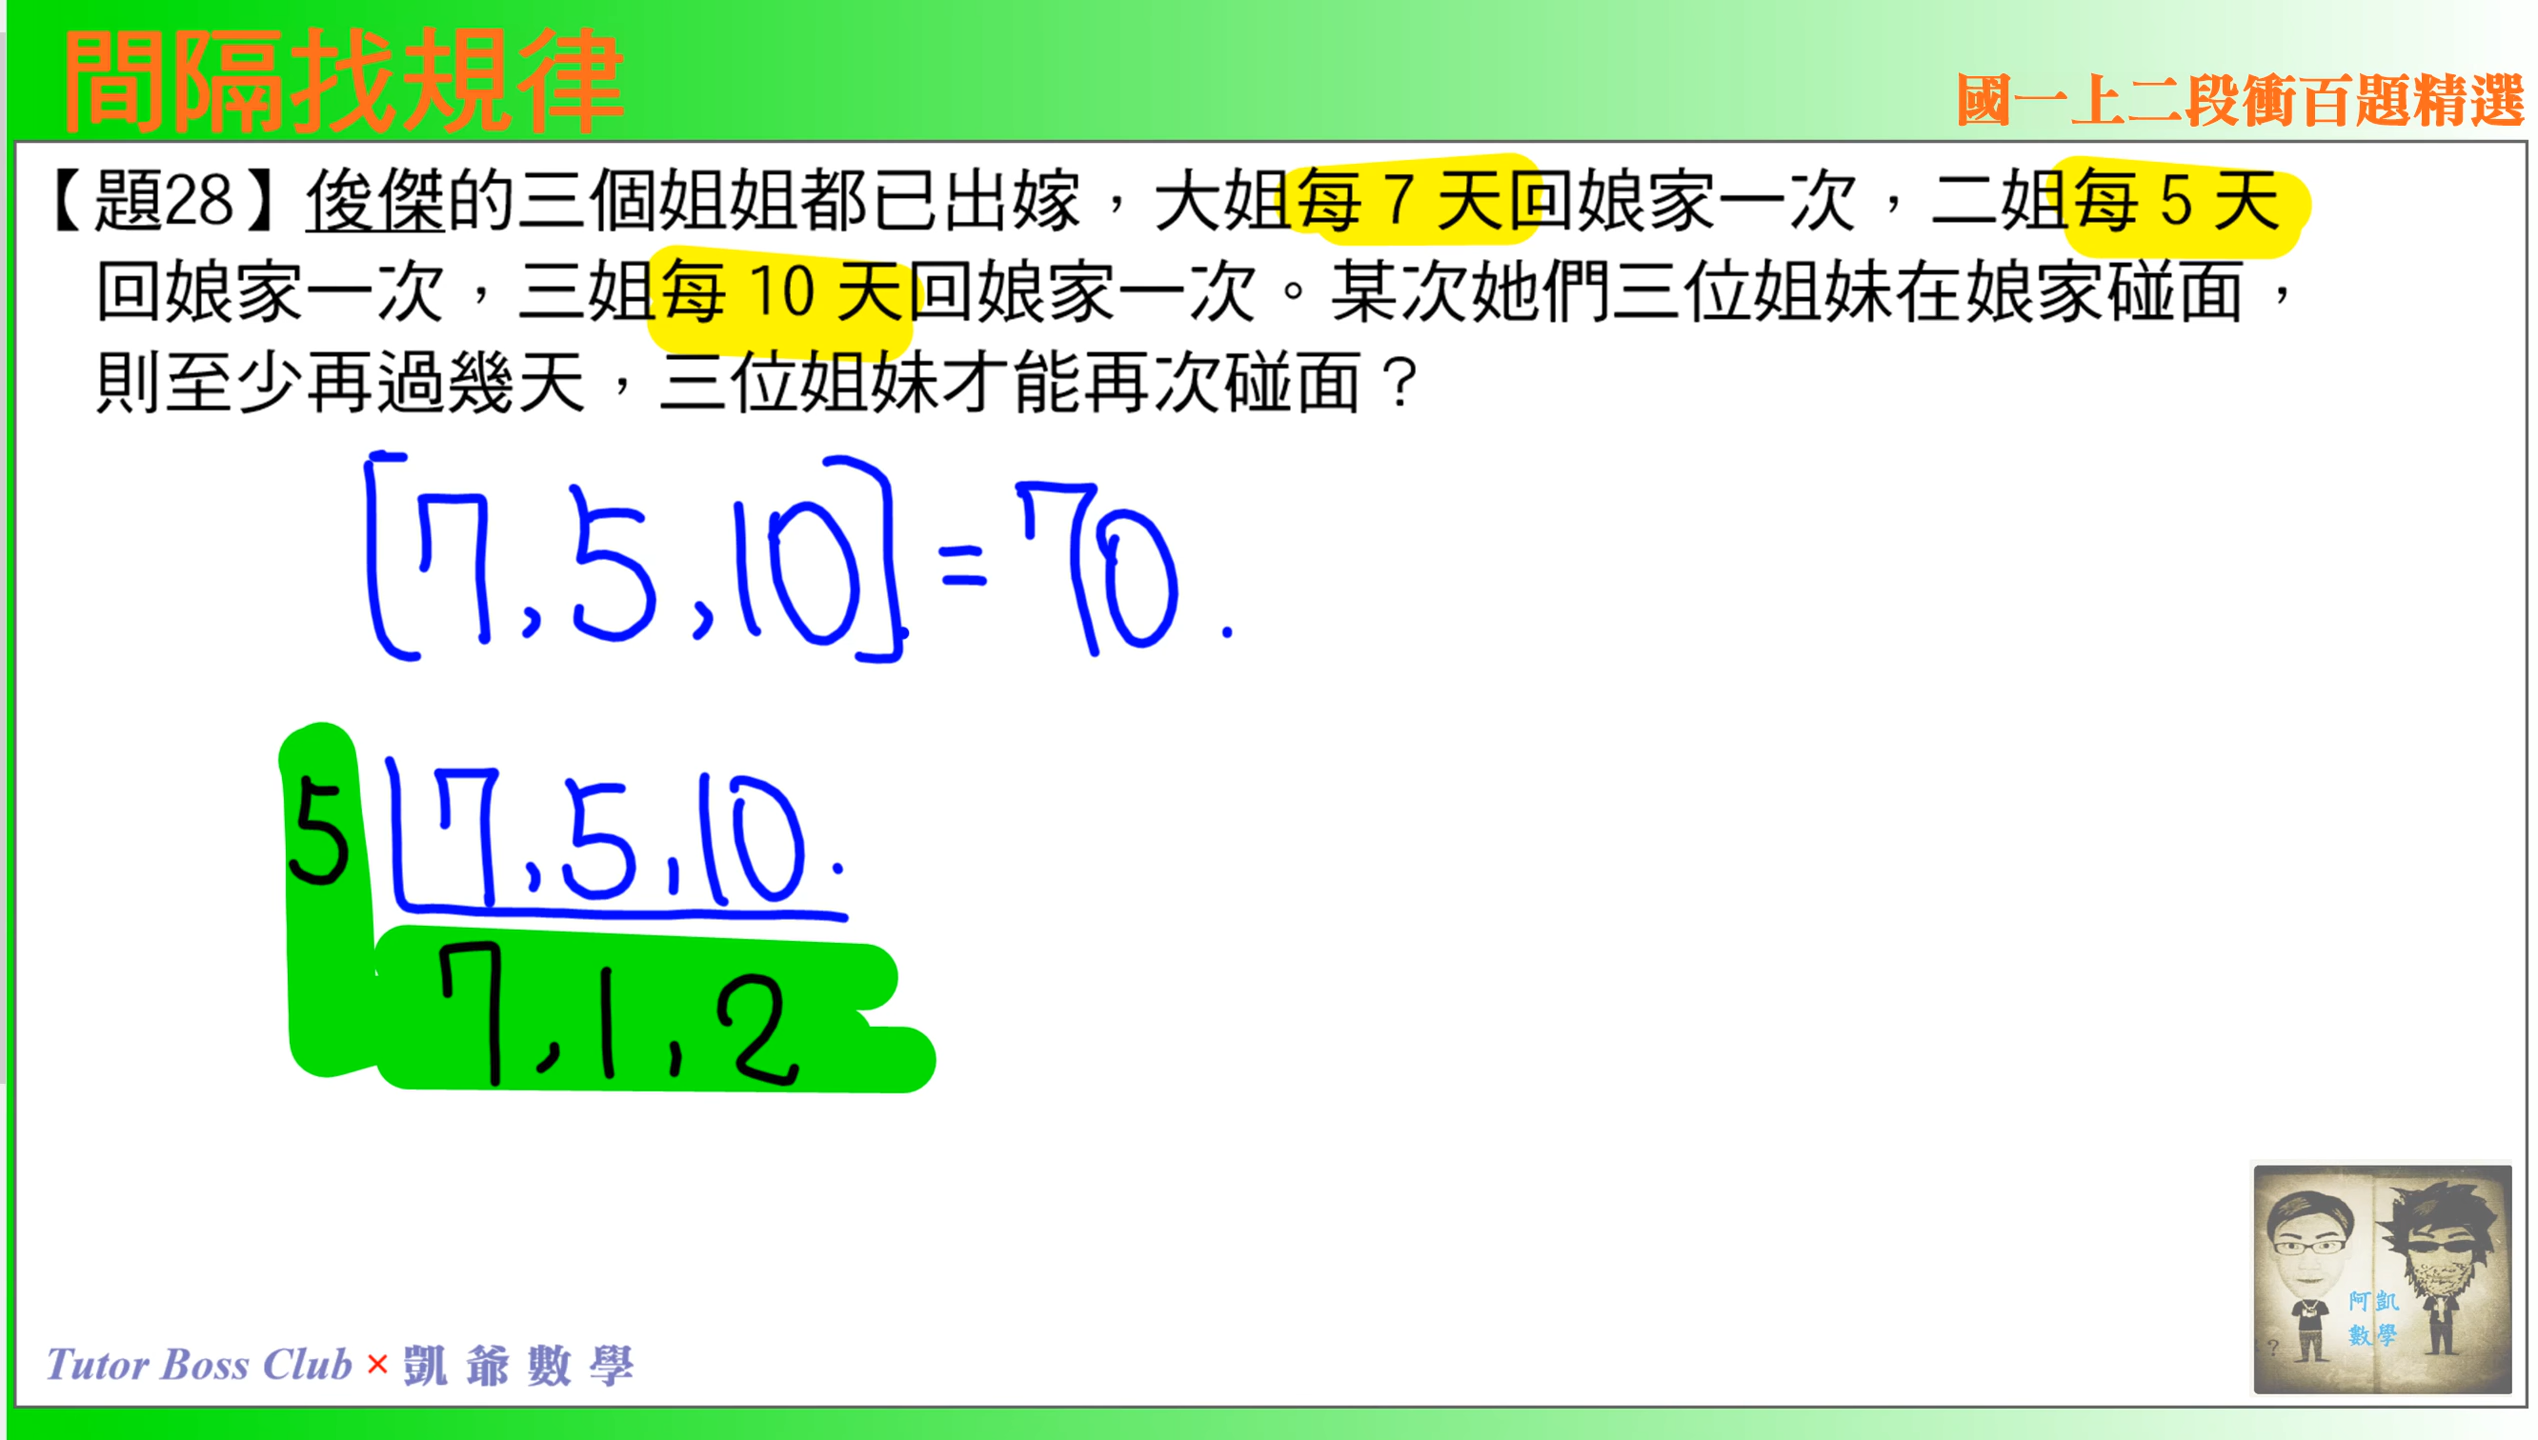 間隔找規律
國一上二段衝百題精選
【題28】俊傑的三個姐姐都已出嫁，大姐每 7 天回娘家一次，二姐每 5 天
回娘家一次，三姐每 10 天回娘家一次。某次她們三位姐妹在娘家碰面，
則至少再過幾天，三位姐妹才能再次碰面？
[7,5,10]=70.
5 7,5,10.
7,1,2
阿凱
數學
?
Tutor Boss Club × 凱爺數學